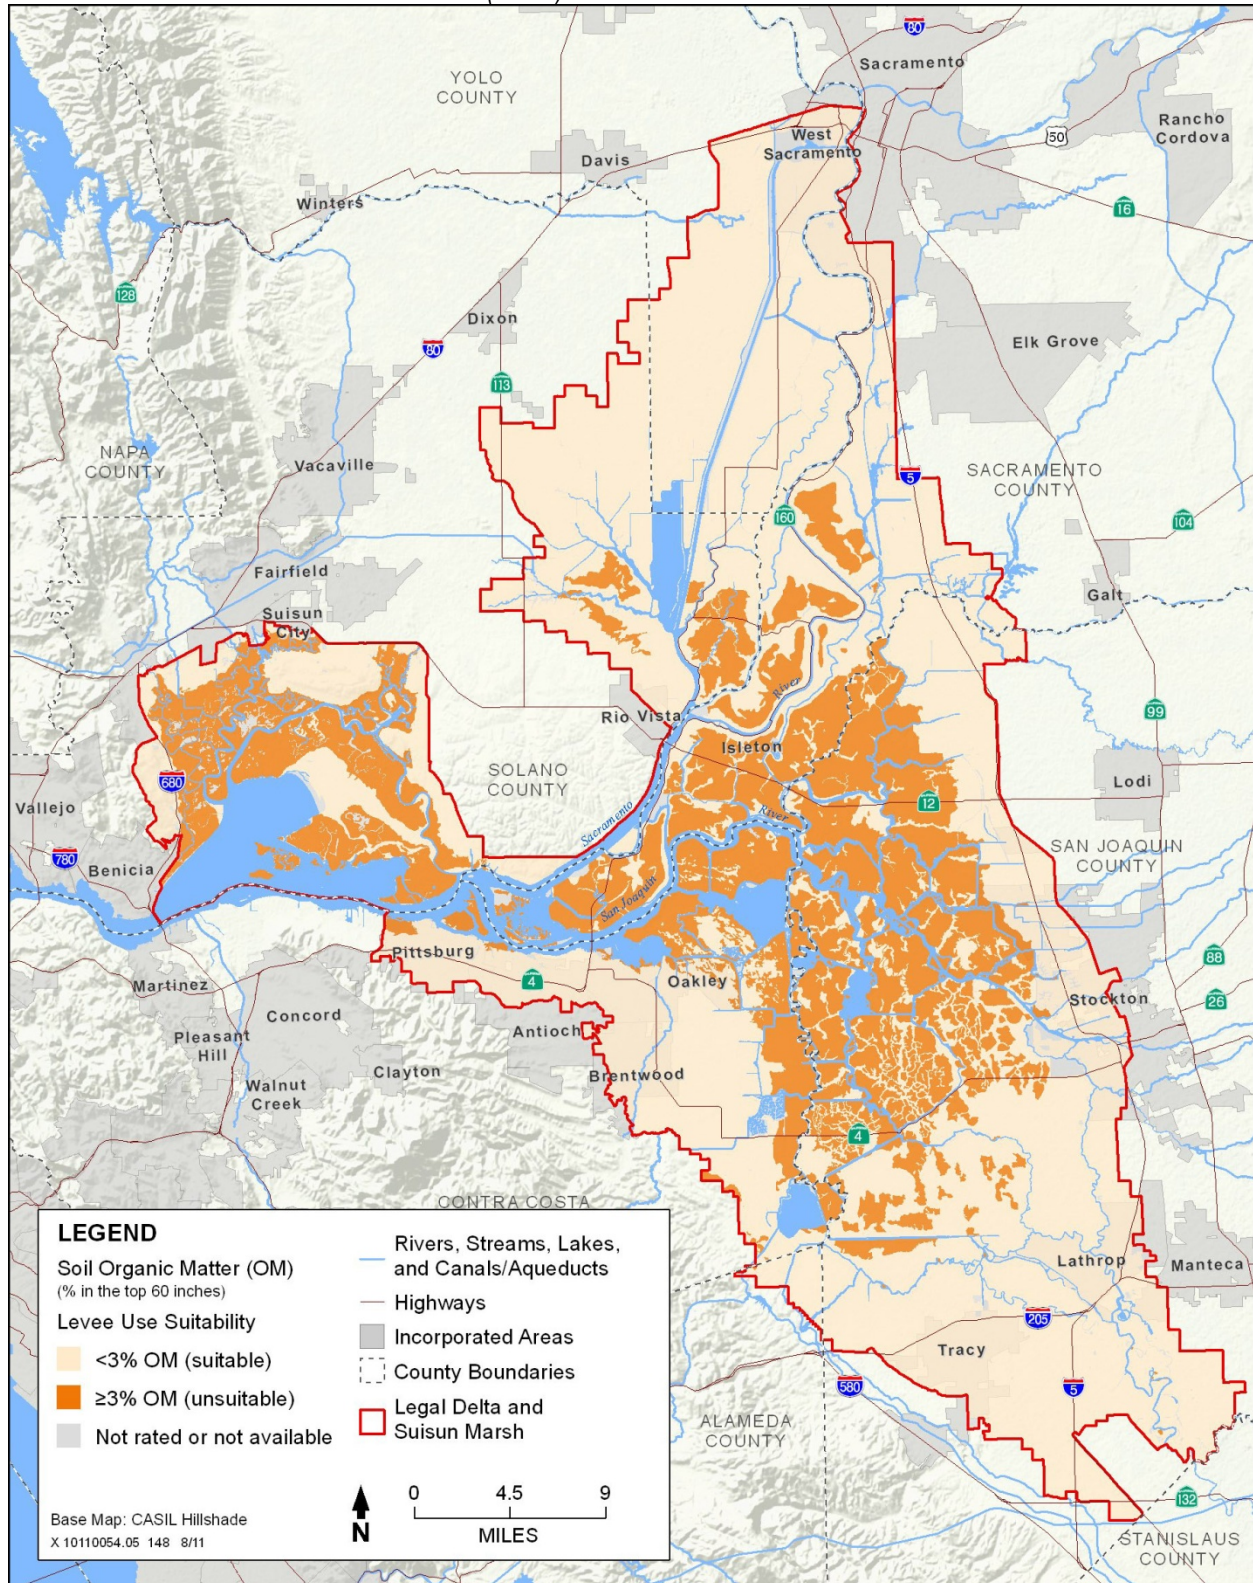 80
Sacramento
YOLO
COUNTY
West
Sacramento
Rancho
Cordova
50
Davis
Winters
16
128
Dixon
80
Elk Grove
113
NAPA
COUNTY
Vacaville
5
SACRAMENTO
COUNTY
160
104
Fairfield
Galt
Suisun
City
River
Rio Vista
Isleton
99
680
SOLANO
COUNTY
Lodi
Vallejo
12
Sacramento
River
SAN JOAQUIN
COUNTY
780
Benicia
San Joaquin
Pittsburg
88
4
Oakley
Martinez
Stockton
26
Concord
Antioch
Pleasant
Hill
Clayton
Brentwood
Walnut
Creek
4
CONTRA COSTA
Lathrop
Manteca
205
Tracy
580
5
ALAMEDA
COUNTY
132
STANISLAUS
COUNTY
LEGEND
Soil Organic Matter (OM)
(% in the top 60 inches)
Levee Use Suitability
<3% OM (suitable)
≥3% OM (unsuitable)
Not rated or not available
Rivers, Streams, Lakes,
and Canals/Aqueducts
Highways
Incorporated Areas
County Boundaries
Legal Delta and
Suisun Marsh
Base Map: CASIL Hillshade
X 10110054.05 148 8/11
N
0 4.5 9
MILES